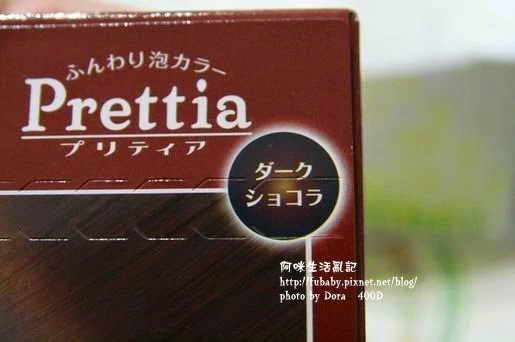 ふんわり泡カラー
Prettia
プリティア
ダーク
ショコラ
阿咪生活亂記
http://fubaby.pixnet.net/blog/
photo by Dora 400D